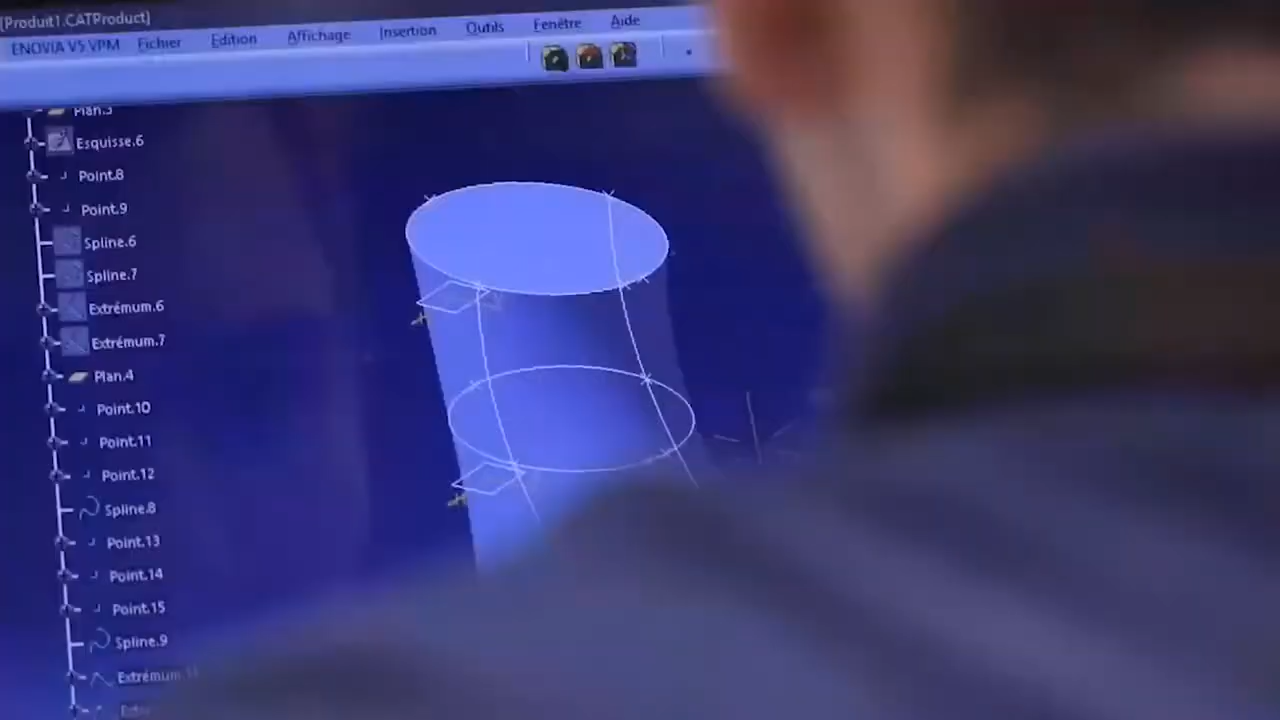 [Produit1.CATProduct]
ENOVIA V5 VPM Fichier Edition Affichage Insertion Outils Fenêtre Aide
Plan.3
Esquisse.6
Point.8
Point.9
Spline.6
Spline.7
Extrémum.6
Extrémum.7
Plan.4
Point.10
Point.11
Point.12
Spline.8
Point.13
Point.14
Point.15
Spline.9
Extrémum